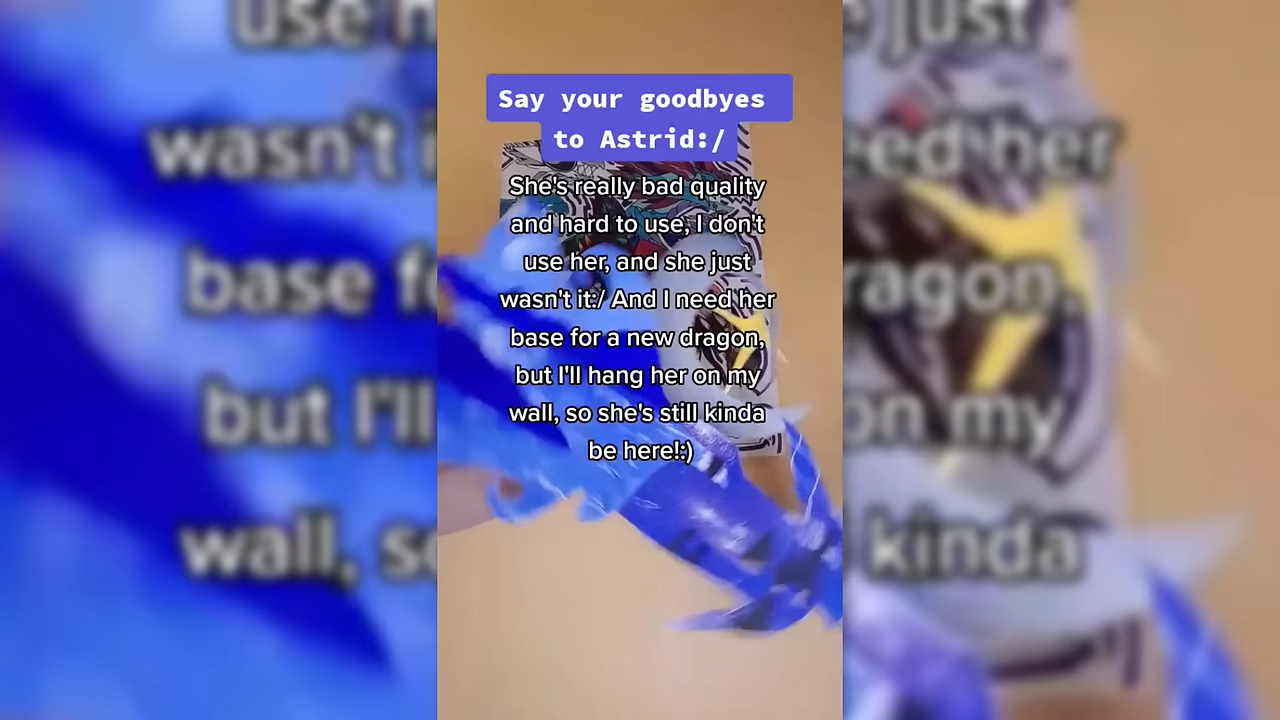 Say your goodbyes
to Astrid:/
She's really bad quality
and hard to use, I don't
use her, and she just
wasn't it:/ And I need her
base for a new dragon,
but I'll hang her on my
wall, so she's still kinda
be here!:)